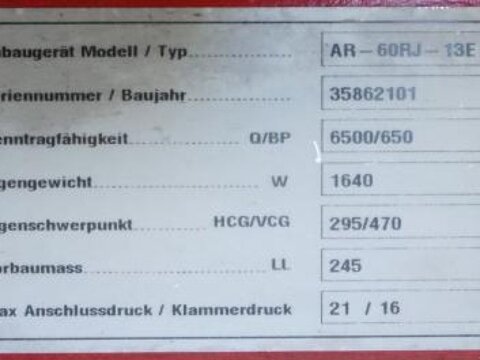 baugerät Modell / Typ AR-60RJ-13E
riennummer / Baujahr 35862101
enntragfähigkeit Q/BP 6500/650
gengewicht W 1640
genschwerpunkt HCG/VCG 295/470
orbaumass LL 245
ax Anschlussdruck / Klammerdruck 21 / 16